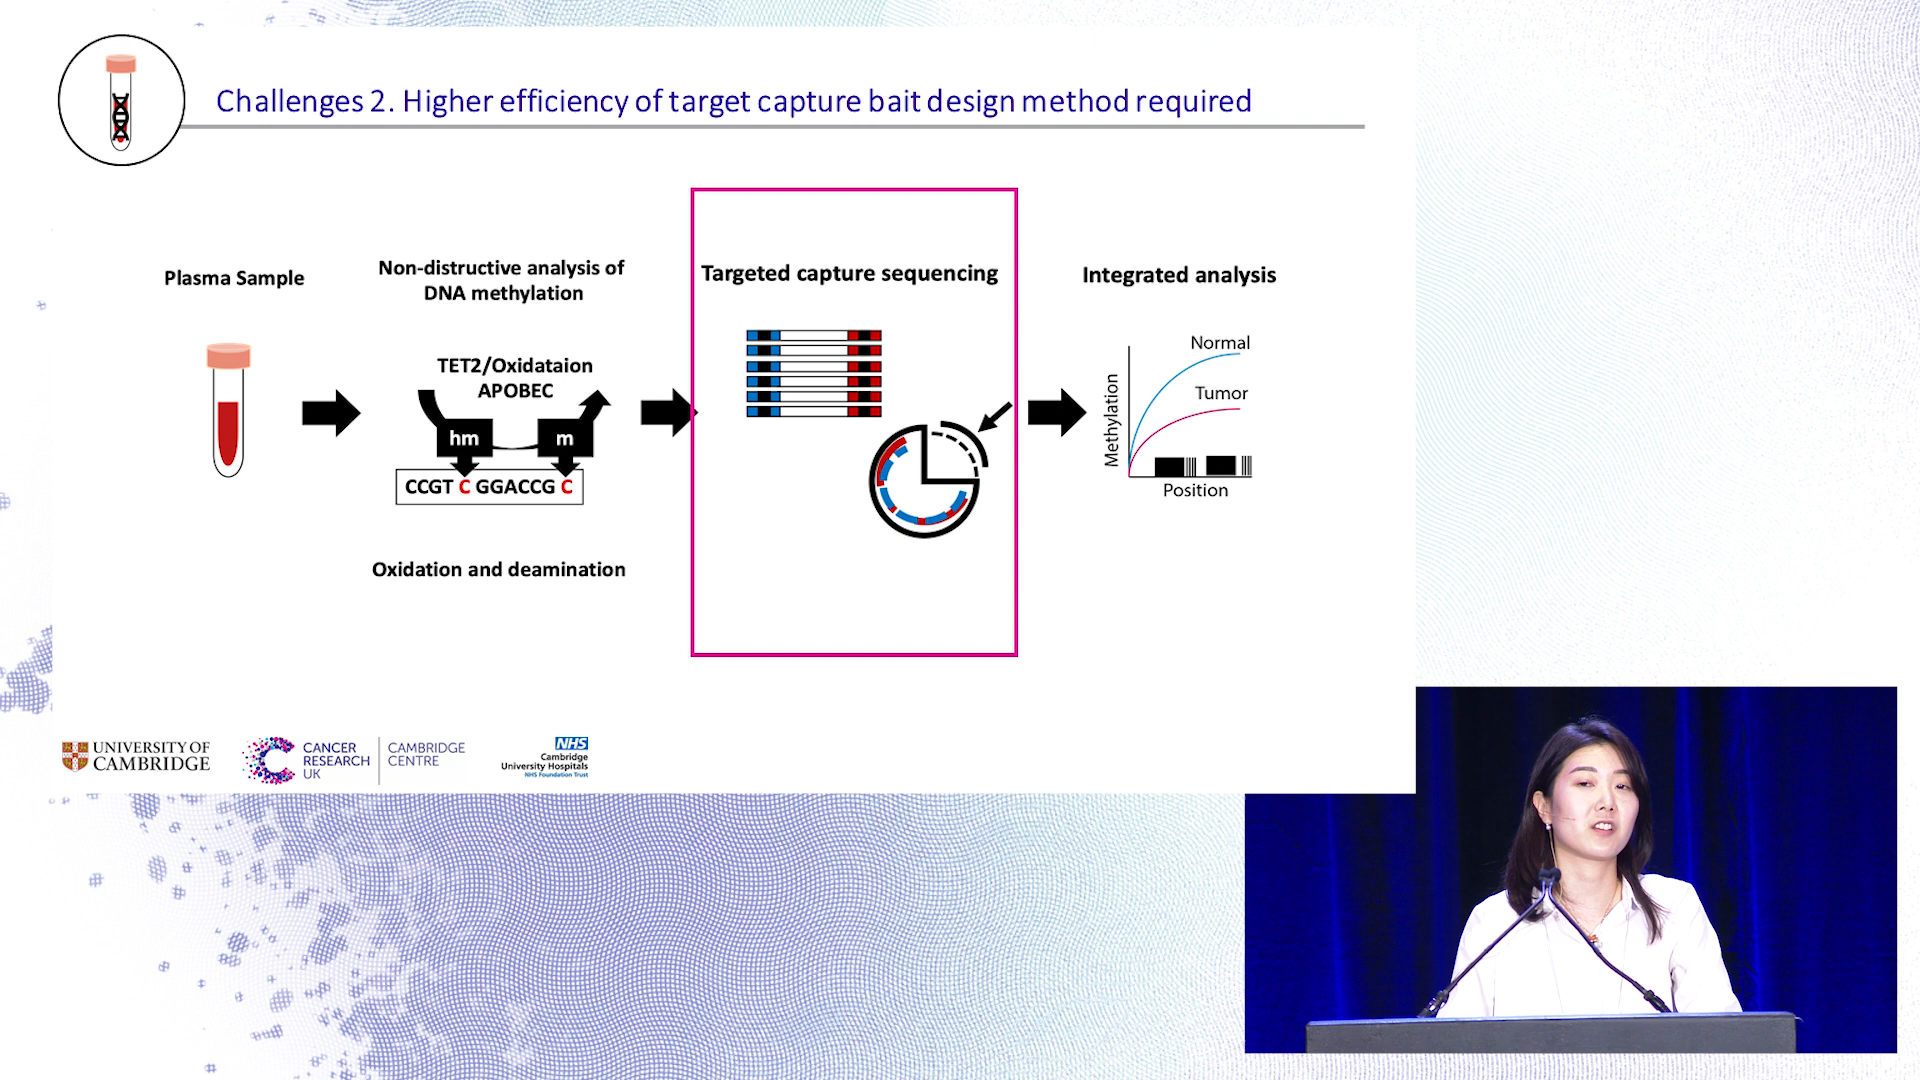 Challenges 2. Higher efficiency of target capture bait design method required
Plasma Sample
Non-distructive analysis of
DNA methylation
TET2/Oxidataion
APOBEC
hm
m
CCGT C GGACCG C
Oxidation and deamination
Targeted capture sequencing
Integrated analysis
Normal
Tumor
Methylation
Position
UNIVERSITY OF
CAMBRIDGE
CANCER
RESEARCH
UK
CAMBRIDGE
CENTRE
NHS
Cambridge
University Hospitals
NHS Foundation Trust